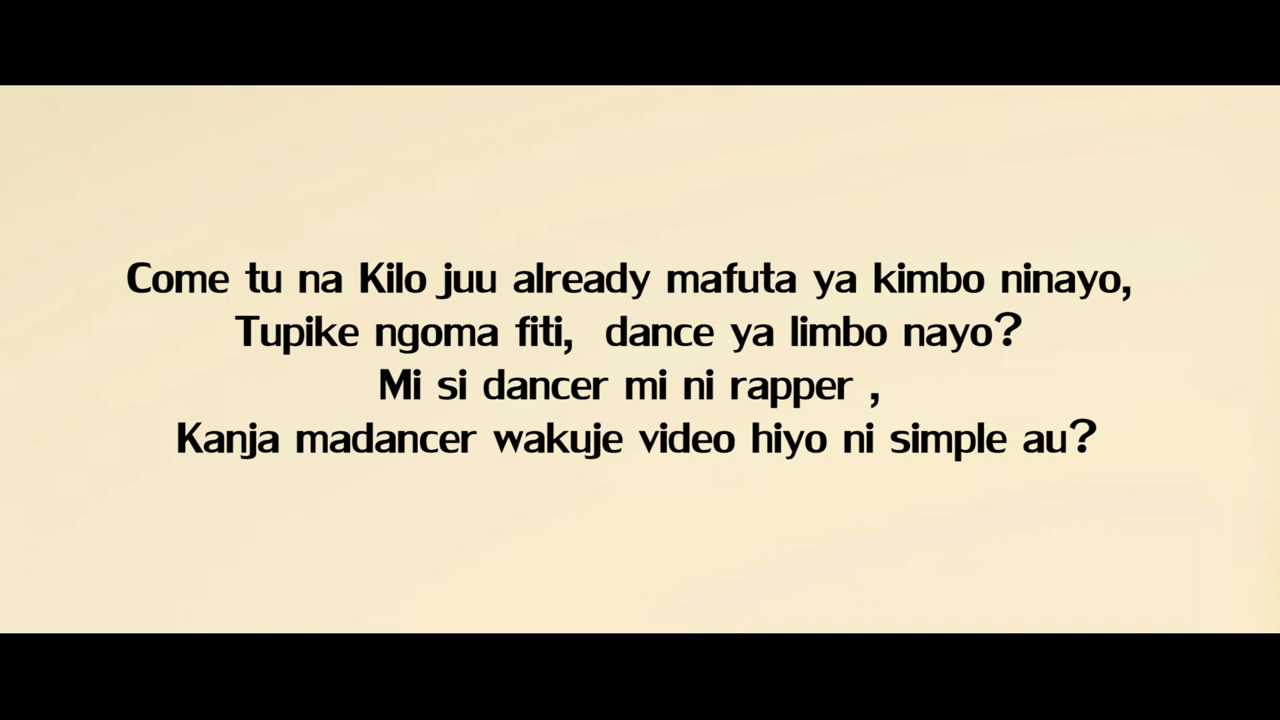 Come tu na Kilo juu already mafuta ya kimbo ninayo,
Tupike ngoma fiti,  dance ya limbo nayo?
Mi si dancer mi ni rapper ,
Kanja madancer wakuje video hiyo ni simple au?